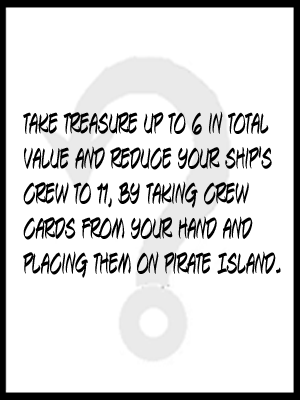 TAKE TREASURE UP TO 6 IN TOTAL
VALUE AND REDUCE YOUR SHIP'S
CREW TO 11, BY TAKING CREW
CARDS FROM YOUR HAND AND
PLACING THEM ON PIRATE ISLAND.